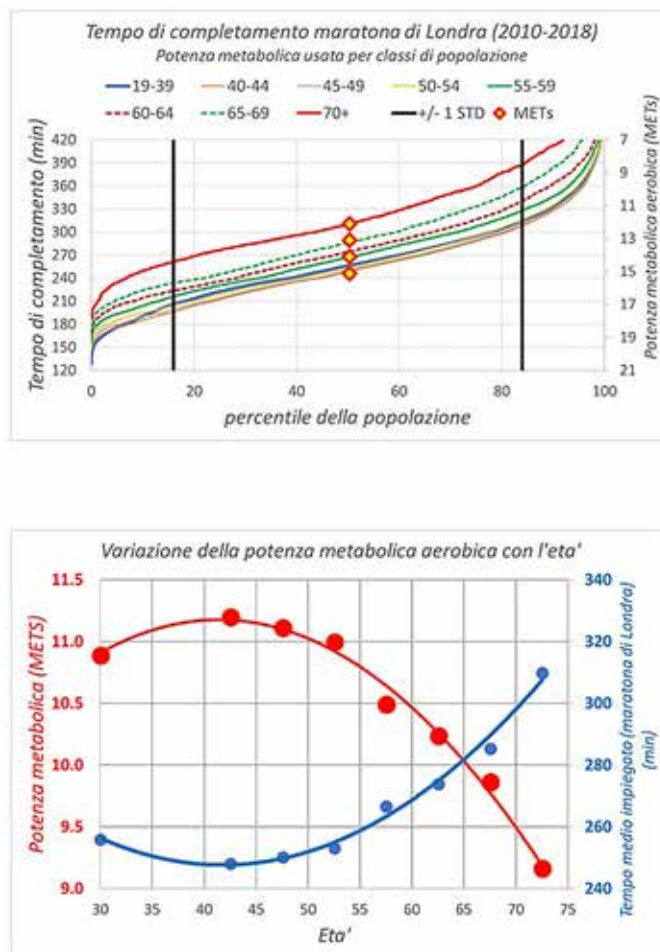 Tempo di completamento maratona di Londra (2010-2018)
Potenza metabolica usata per classi di popolazione
19-39 40-44 45-49 50-54 55-59
60-64 65-69 70+ +/- 1 STD METs
Tempo di completamento (min)
420
390
360
330
300
270
240
210
180
150
120
7
9
11
13
15
17
19
21
Potenza metabolica aerobica (METs)
0 20 40 60 80 100
percentile della popolazione
Variazione della potenza metabolica aerobica con l'eta'
Potenza metabolica (METS)
11.5
11.0
10.5
10.0
9.5
9.0
340
320
300
280
260
240
Tempo medio impiegato (maratona di Londra)
(min)
30 35 40 45 50 55 60 65 70 75
Eta'